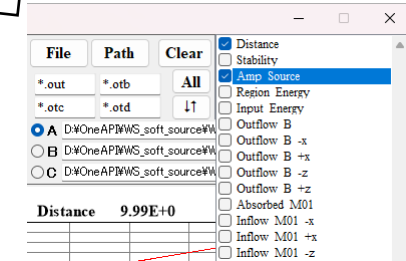 File Path Clear
*.out *.otb All
*.otc *.otd ↓↑
A D:¥OneAPI¥WS_soft_source¥W
B D:¥OneAPI¥WS_soft_source¥W
C D:¥OneAPI¥WS_soft_source¥W
Distance 9.99E+0
Distance
Stability
Amp Source
Region Energy
Input Energy
Outflow B
Outflow B -x
Outflow B +x
Outflow B -z
Outflow B +z
Absorbed M01
Inflow M01 -x
Inflow M01 +x
Inflow M01 -z